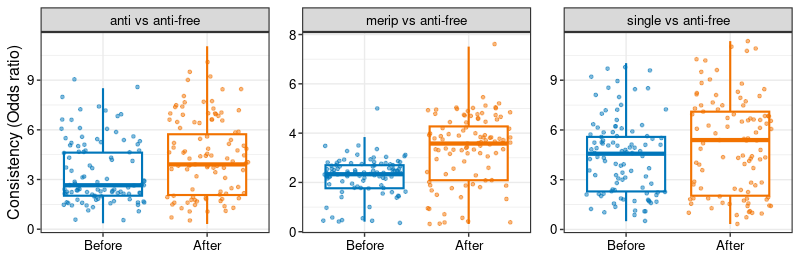 anti vs anti-free
merip vs anti-free
single vs anti-free
Consistency (Odds ratio)
9
6
3
0
8
6
4
2
0
9
6
3
0
Before
After
Before
After
Before
After